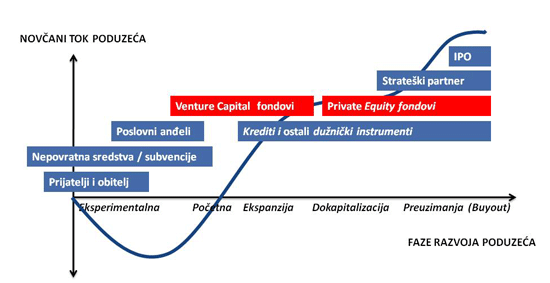 NOVČANI TOK PODUZEĆA
IPO
Strateški partner
Venture Capital fondovi
Private Equity fondovi
Poslovni anđeli
Krediti i ostali dužnički instrumenti
Nepovratna sredstva / subvencije
Prijatelji i obitelj
Eksperimentalna
Početna
Ekspanzija
Dokapitalizacija
Preuzimanja (Buyout)
FAZE RAZVOJA PODUZEĆA